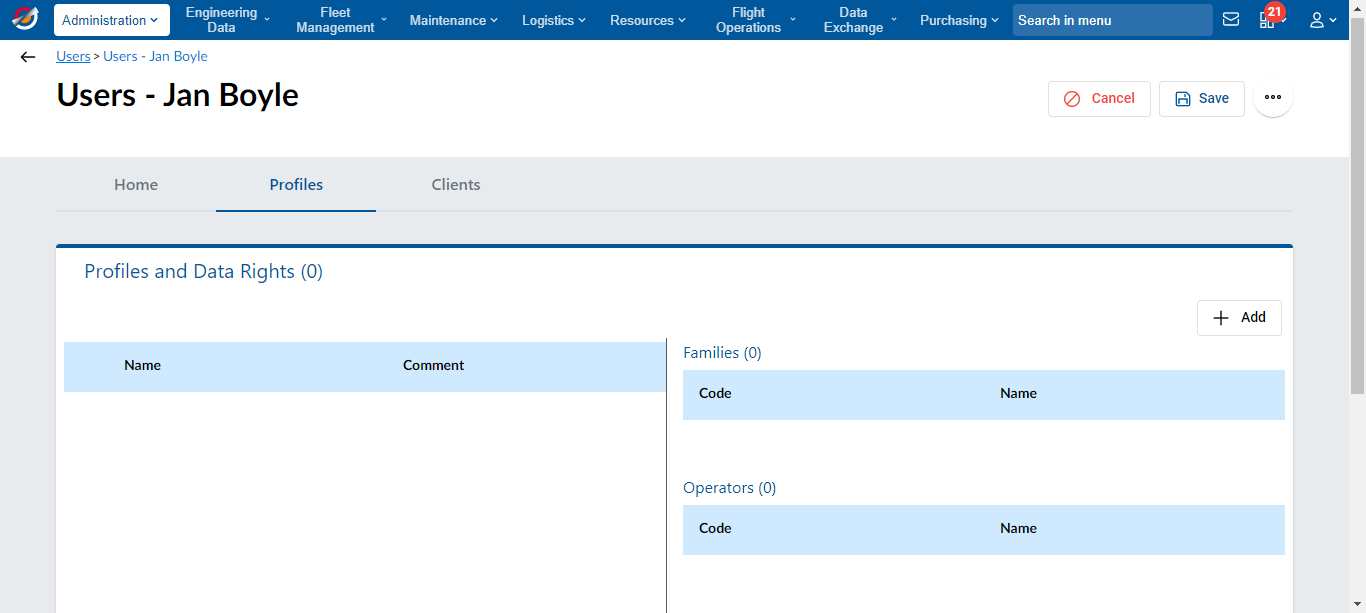 Administration
Engineering Data
Fleet Management
Maintenance
Logistics
Resources
Flight Operations
Data Exchange
Purchasing
Search in menu
21
Users > Users - Jan Boyle
Users - Jan Boyle
Cancel
Save
Home
Profiles
Clients
Profiles and Data Rights (0)
Add
Name
Comment
Families (0)
Code
Name
Operators (0)
Code
Name